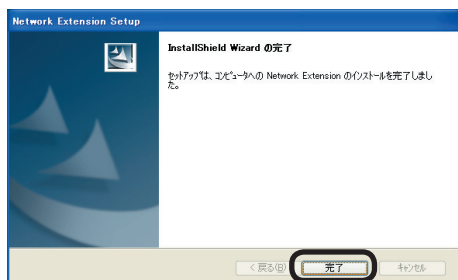 Network Extension Setup
InstallShield Wizard の完了
セットアップは、コンピュータへの Network Extension のインストールを完了しまし
た。
< 戻る(B)
完了
キャンセル